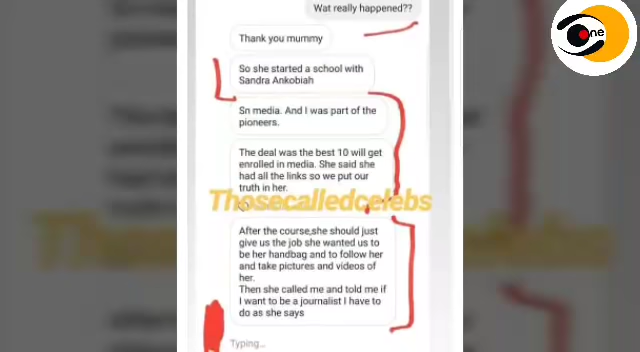 Wat really happened??
one
Thank you mummy
So she started a school with
Sandra Ankobiah
Sn media. And I was part of the
pioneers.
The deal was the best 10 will get
enrolled in media. She said she
had all the links so we put our
truth in her.
Thosecalledcelebs
After the course,she should just
give us the job she wanted us to
be her handbag and to follow her
and take pictures and videos of
her.
Then she called me and told me if
I want to be a journalist I have to
do as she says
Typing...